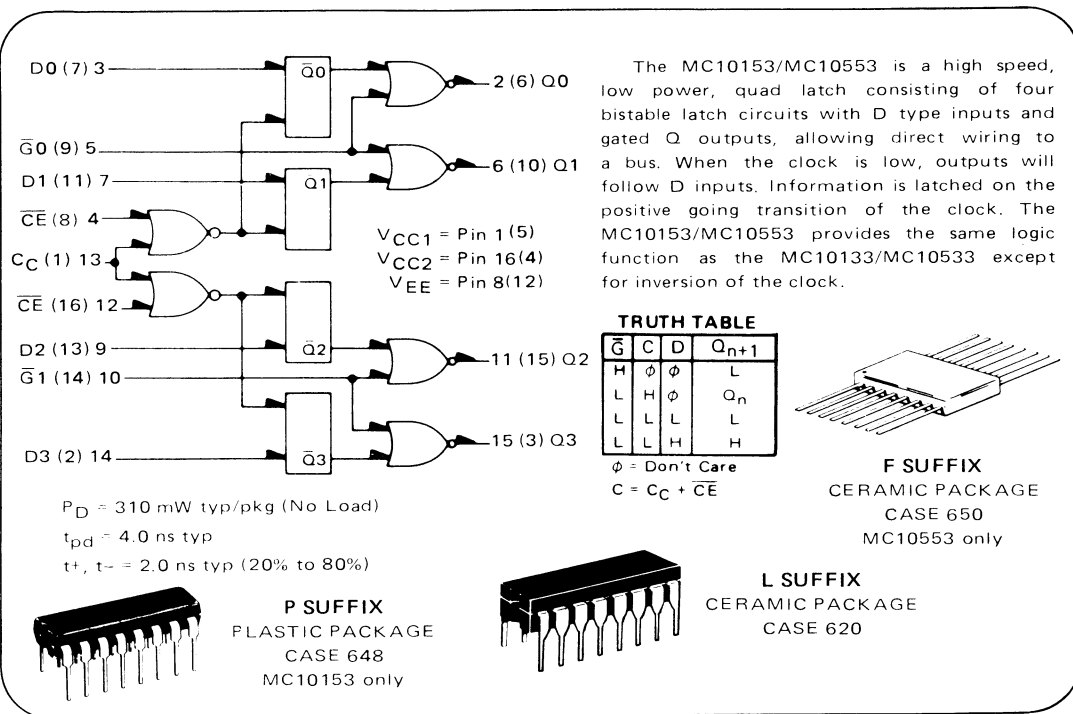 D0 (7) 3
Q̅0
2 (6) Q0
G̅0 (9) 5
6 (10) Q1
D1 (11) 7
Q1
C̅E̅ (8) 4
CC (1) 13
C̅E̅ (16) 12
VCC1 = Pin 1(5)
VCC2 = Pin 16(4)
VEE = Pin 8(12)
D2 (13) 9
Q̅2
11 (15) Q2
G̅1 (14) 10
15 (3) Q3
D3 (2) 14
Q̅3
PD = 310 mW typ/pkg (No Load)
tpd = 4.0 ns typ
t+, t− = 2.0 ns typ (20% to 80%)
The MC10153/MC10553 is a high speed,
low power, quad latch consisting of four
bistable latch circuits with D type inputs and
gated Q outputs, allowing direct wiring to
a bus. When the clock is low, outputs will
follow D inputs. Information is latched on the
positive going transition of the clock. The
MC10153/MC10553 provides the same logic
function as the MC10133/MC10533 except
for inversion of the clock.
TRUTH TABLE
G̅ C D Qn+1
H ϕ ϕ L
L H ϕ Qn
L L L L
L L H H
ϕ = Don't Care
C = CC + C̅E̅
F SUFFIX
CERAMIC PACKAGE
CASE 650
MC10553 only
P SUFFIX
PLASTIC PACKAGE
CASE 648
MC10153 only
L SUFFIX
CERAMIC PACKAGE
CASE 620